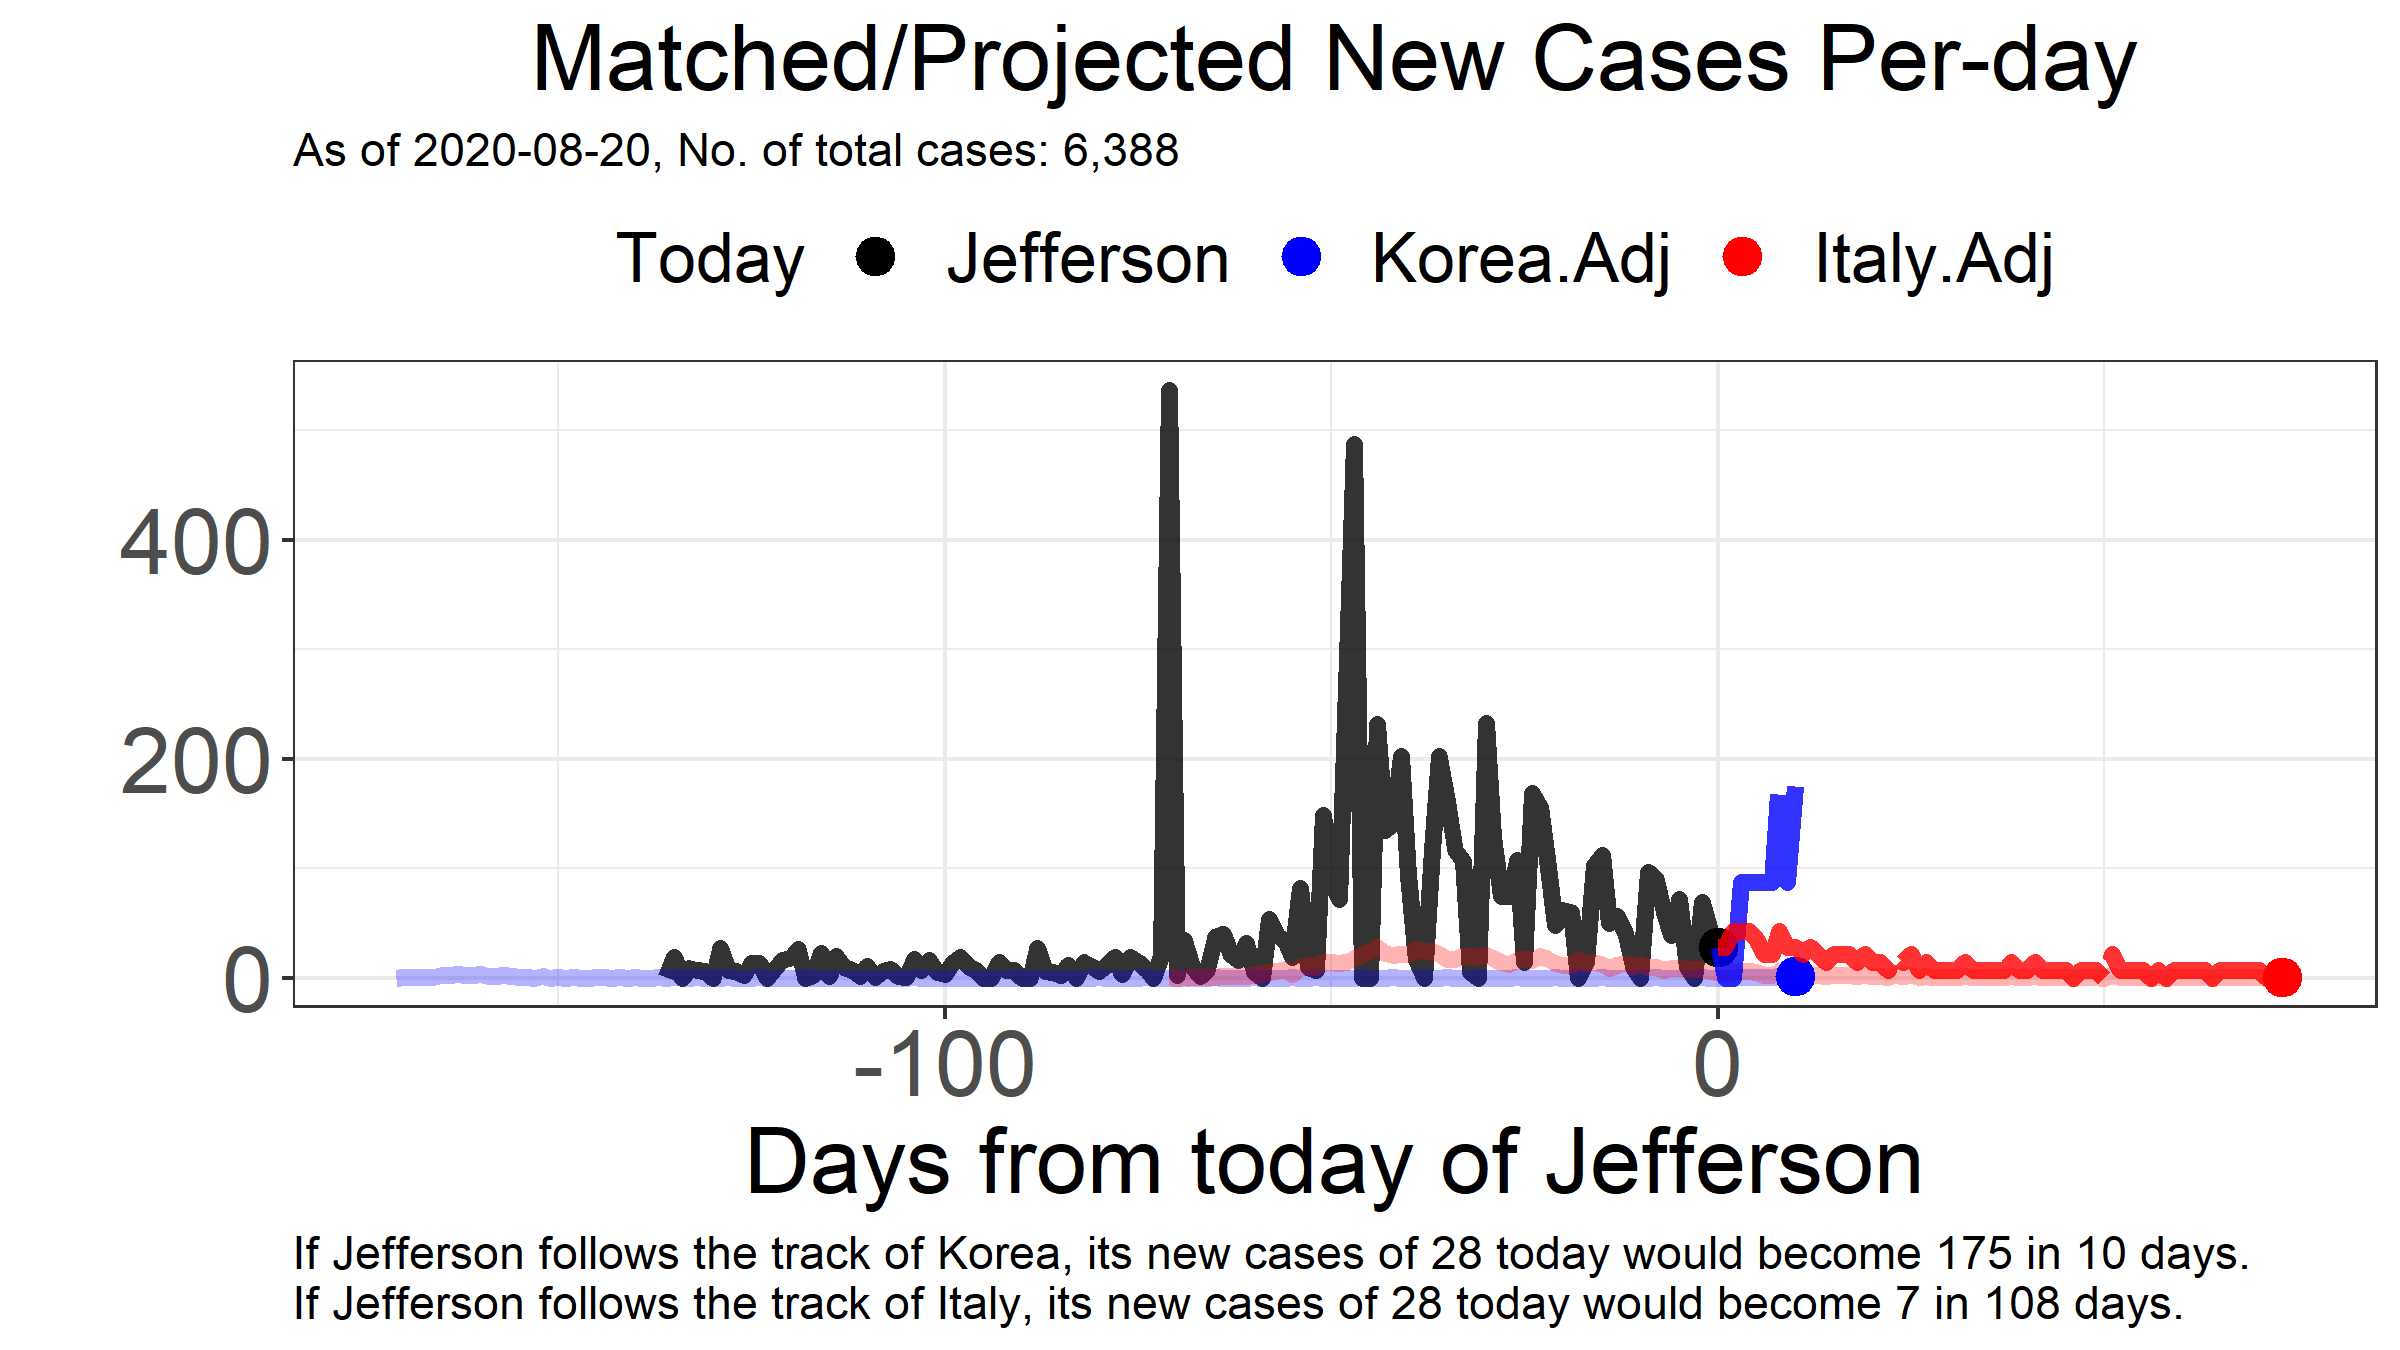 Matched/Projected New Cases Per-day
As of 2020-08-20, No. of total cases: 6,388
Today Jefferson Korea.Adj Italy.Adj
400
200
0
-100 0
Days from today of Jefferson
If Jefferson follows the track of Korea, its new cases of 28 today would become 175 in 10 days.
If Jefferson follows the track of Italy, its new cases of 28 today would become 7 in 108 days.